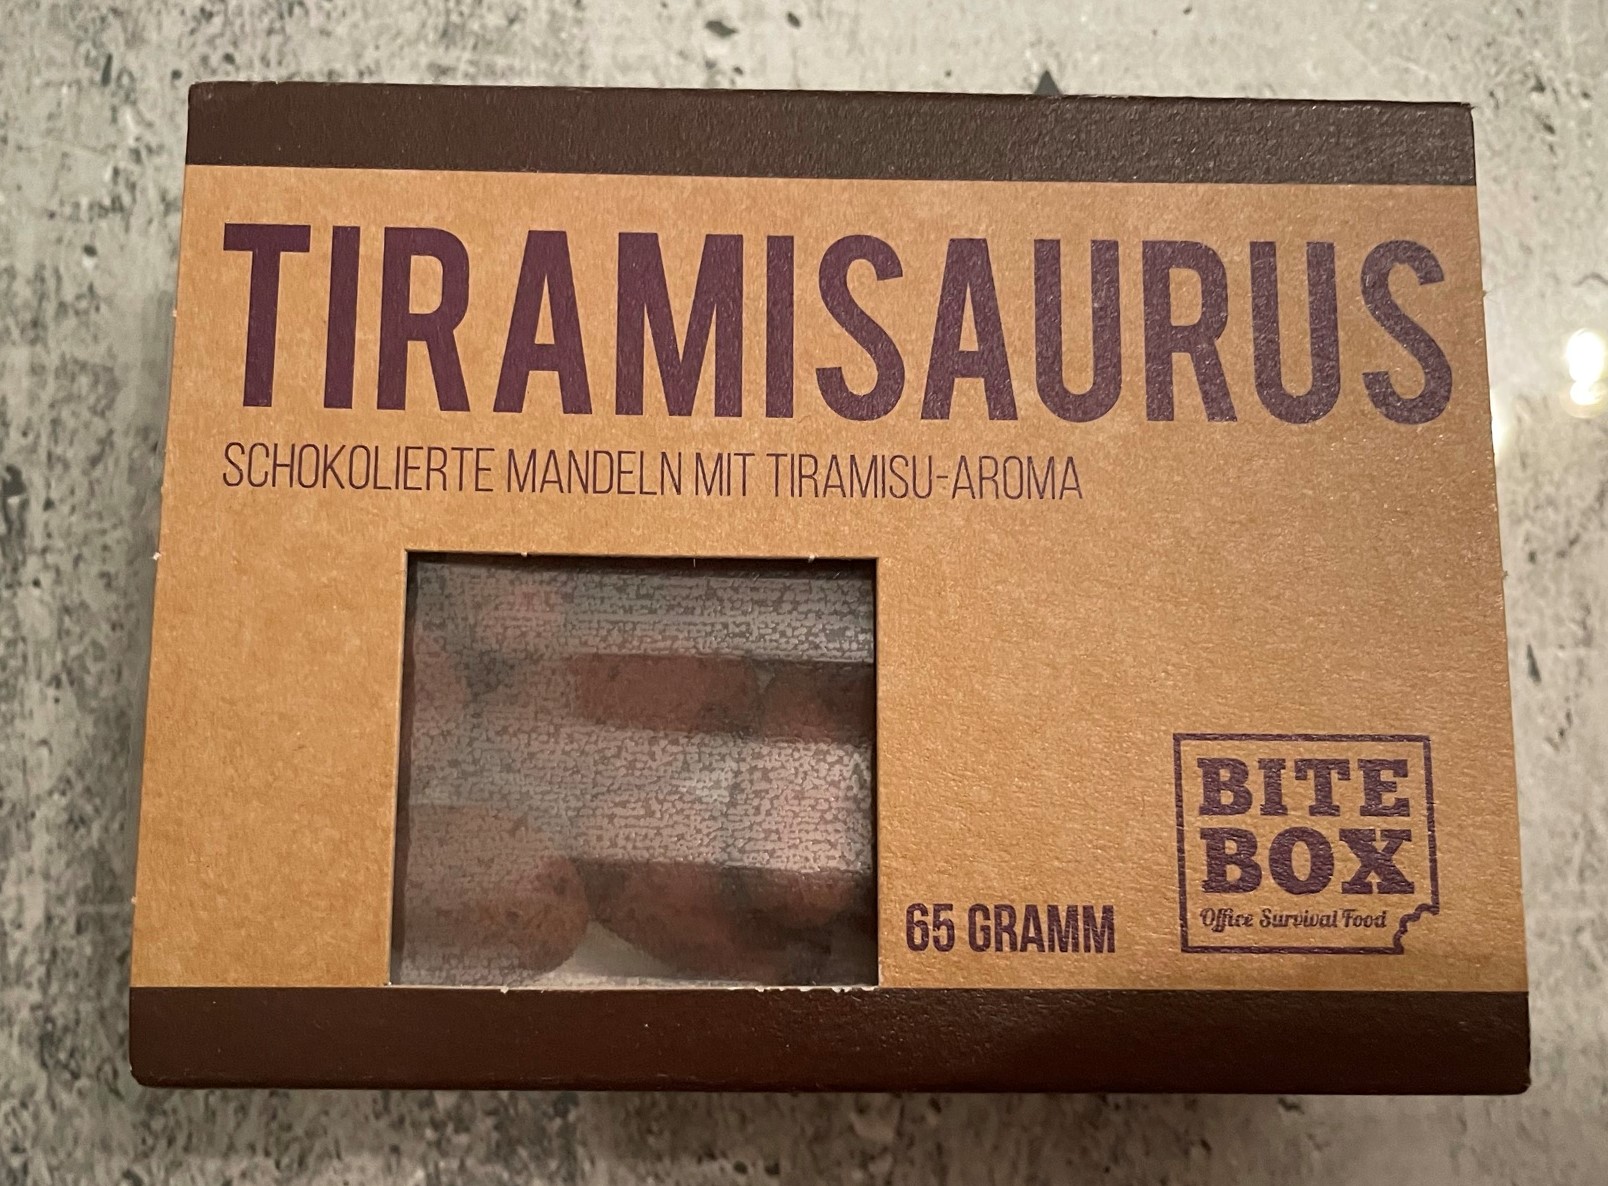 TIRAMISAURUS
SCHOKOLIERTE MANDELN MIT TIRAMISU-AROMA
65 GRAMM
BITE
BOX
Office Survival Food